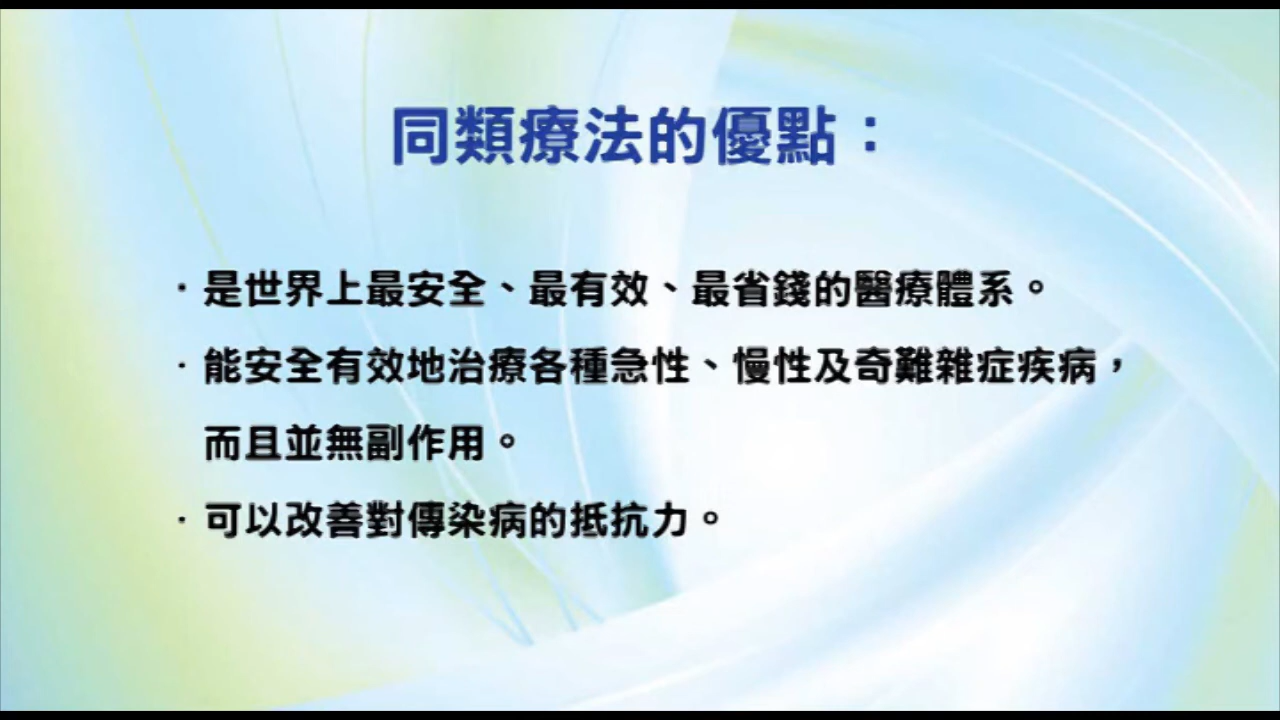 同類療法的優點：
·是世界上最安全、最有效、最省錢的醫療體系。
·能安全有效地治療各種急性、慢性及奇難雜症疾病，
而且並無副作用。
·可以改善對傳染病的抵抗力。